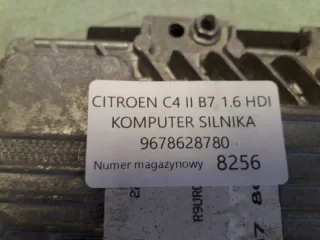 CITROEN C4 II B7 1.6 HDI
KOMPUTER SILNIKA
9678628780
Numer magazynowy 8256